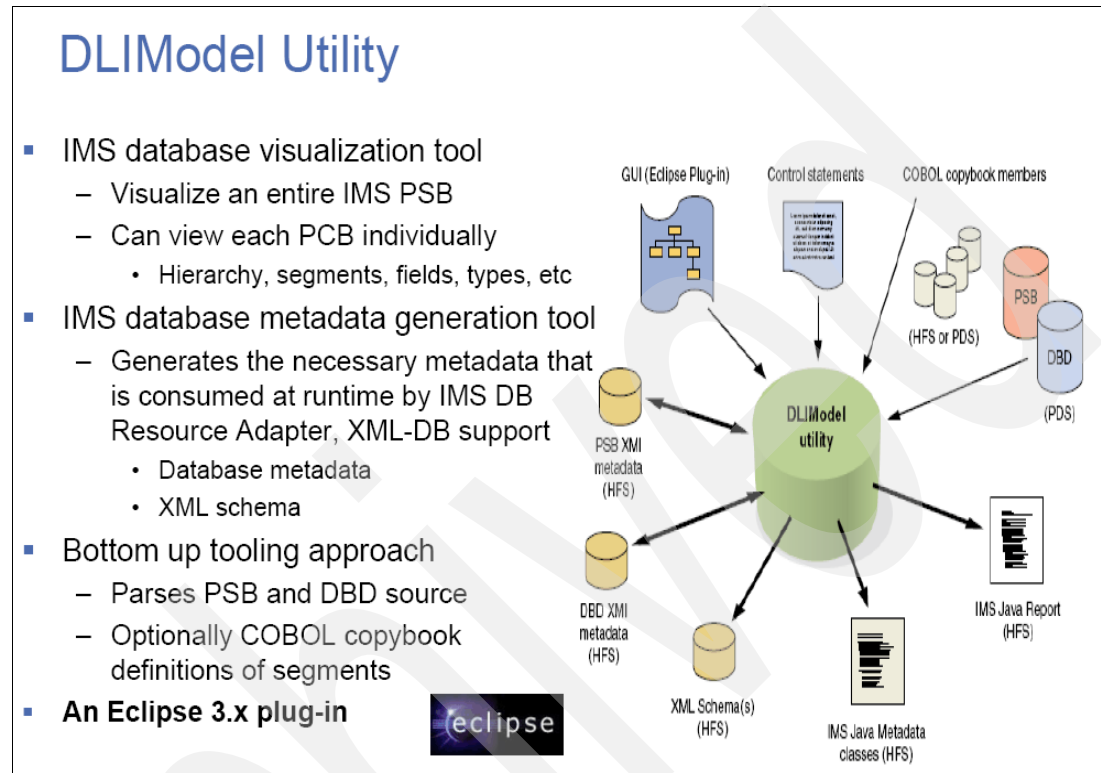 DLIModel Utility
▪ IMS database visualization tool
– Visualize an entire IMS PSB
– Can view each PCB individually
• Hierarchy, segments, fields, types, etc
▪ IMS database metadata generation tool
– Generates the necessary metadata that
is consumed at runtime by IMS DB
Resource Adapter, XML-DB support
• Database metadata
• XML schema
▪ Bottom up tooling approach
– Parses PSB and DBD source
– Optionally COBOL copybook
definitions of segments
▪ An Eclipse 3.x plug-in
eclipse
GUI (Eclipse Plug-in)
Control statements
COBOL copybook members
(HFS or PDS)
PSB
DBD
(PDS)
DLIModel
utility
PSB XMI
metadata
(HFS)
DBD XMI
metadata
(HFS)
XML Schema(s)
(HFS)
IMS Java Metadata
classes (HFS)
IMS Java Report
(HFS)